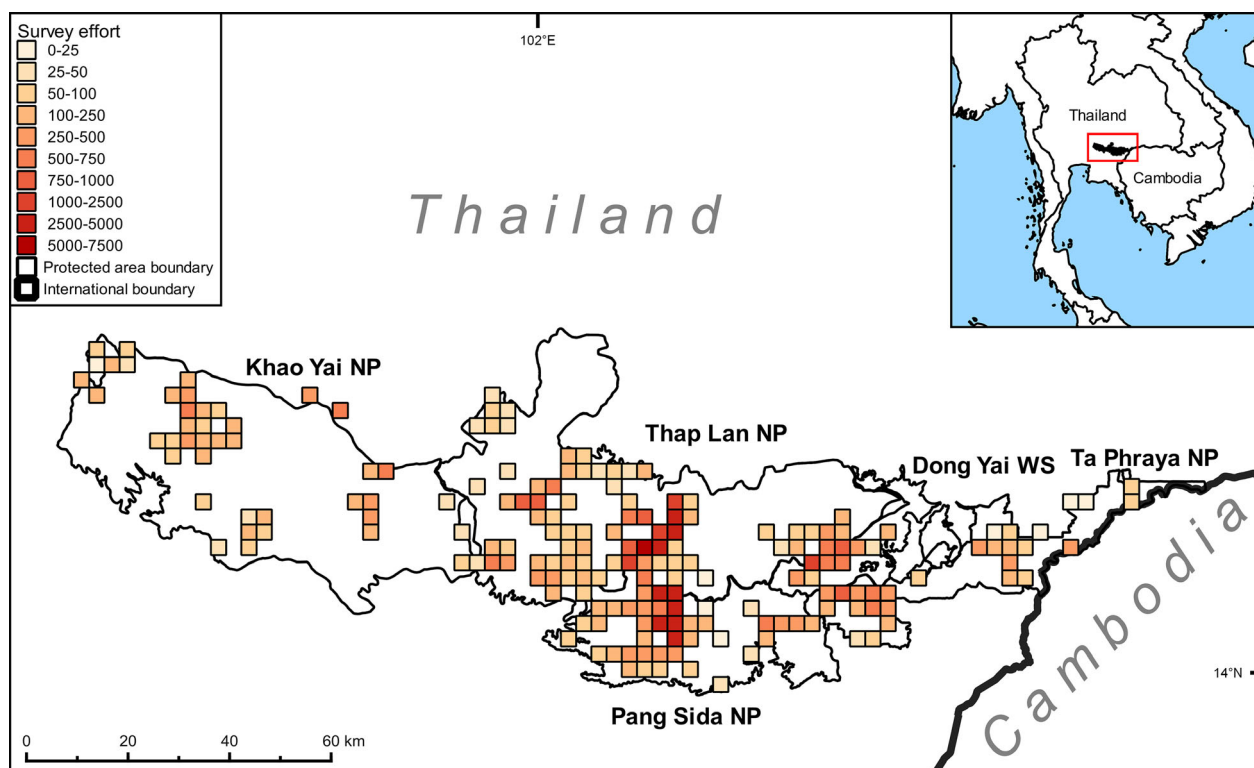 Survey effort
0-25
25-50
50-100
100-250
250-500
500-750
750-1000
1000-2500
2500-5000
5000-7500
Protected area boundary
International boundary
102°E
Thailand
Cambodia
Thailand
Khao Yai NP
Thap Lan NP
Dong Yai WS
Ta Phraya NP
Pang Sida NP
Cambodia
14°N
0
20
40
60 km